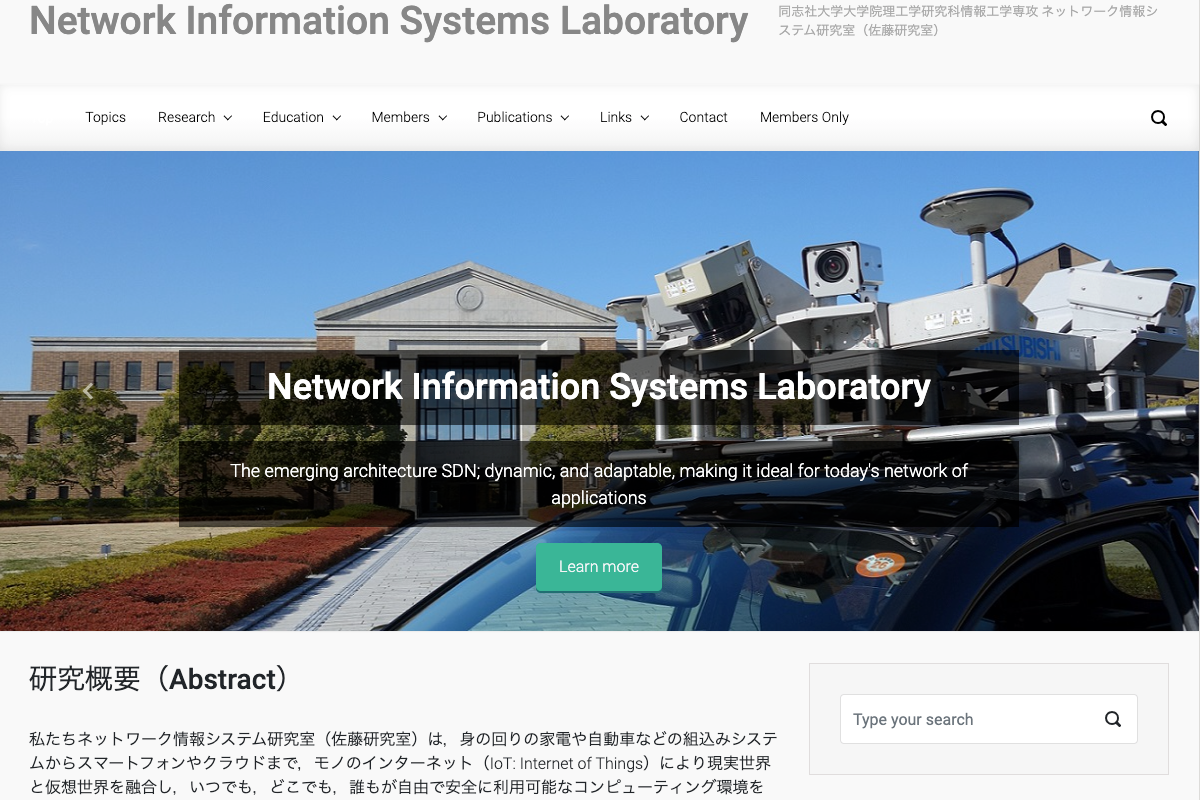 Network Information Systems Laboratory
同志社大学大学院理工学研究科情報工学専攻 ネットワーク情報シ
ステム研究室（佐藤研究室）
Topics Research Education Members Publications Links Contact Members Only
MITSUBISHI
Network Information Systems Laboratory
The emerging architecture SDN; dynamic, and adaptable, making it ideal for today's network of
applications
Learn more
研究概要（Abstract）
Type your search
私たちネットワーク情報システム研究室（佐藤研究室）は，身の回りの家電や自動車などの組込みシステ
ムからスマートフォンやクラウドまで，モノのインターネット（IoT: Internet of Things）により現実世界
と仮想世界を融合し，いつでも，どこでも，誰もが自由で安全に利用可能なコンピューティング環境を